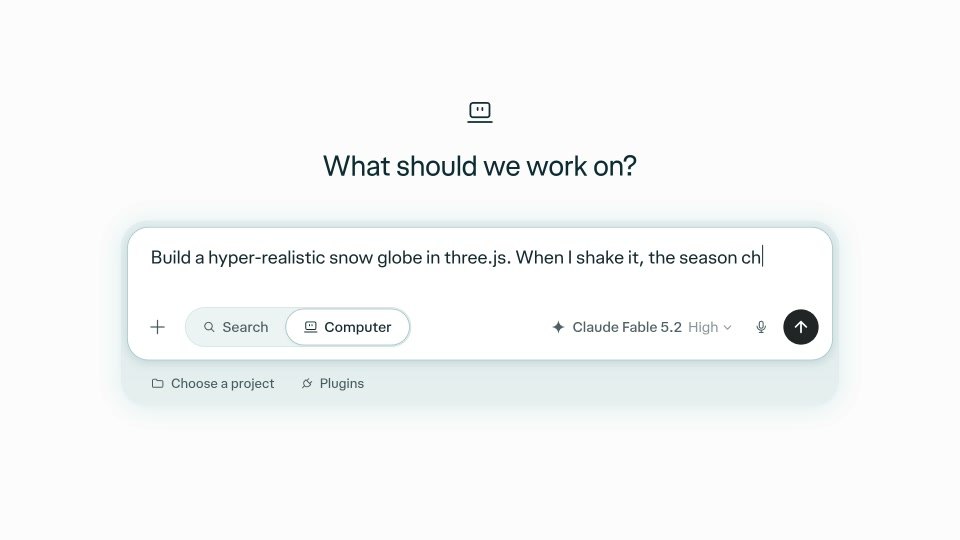 What should we work on?
Build a hyper-realistic snow globe in three.js. When I shake it, the season ch
Search Computer Claude Fable 5.2 High
Choose a project Plugins